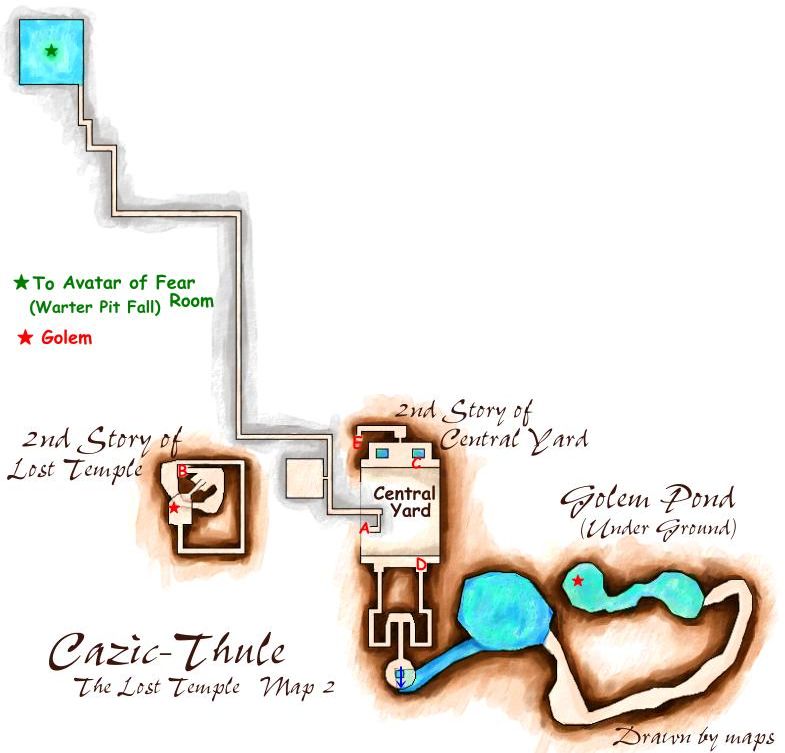 To Avatar of Fear
(Warter Pit Fall) Room
Golem
2nd Story of
Lost Temple
B
2nd Story of
Central Yard
E
C
Central
Yard
A
D
Golem Pond
(Under Ground)
Cazic-Thule
The Lost Temple Map 2
Drawn by maps